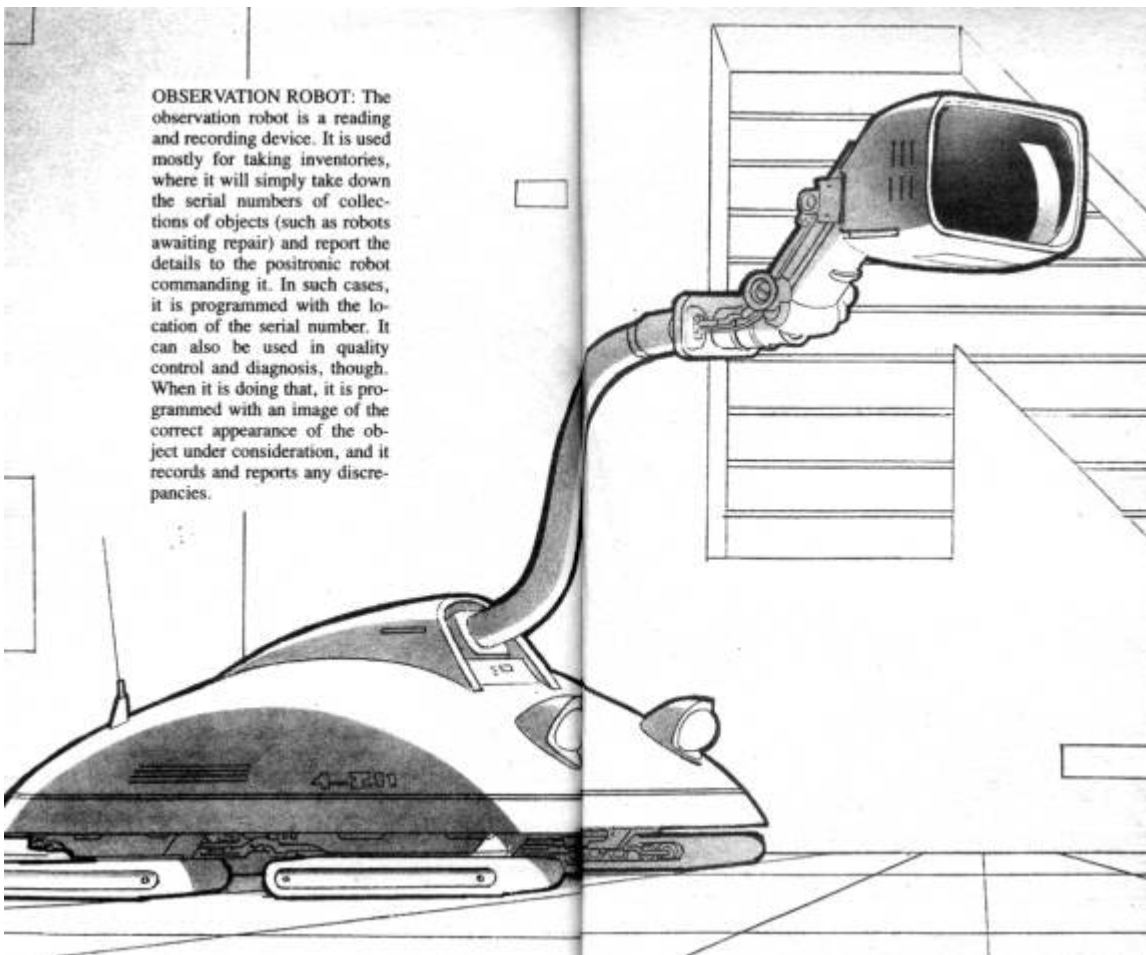 OBSERVATION ROBOT: The
observation robot is a reading
and recording device. It is used
mostly for taking inventories,
where it will simply take down
the serial numbers of collec-
tions of objects (such as robots
awaiting repair) and report the
details to the positronic robot
commanding it. In such cases,
it is programmed with the lo-
cation of the serial number. It
can also be used in quality
control and diagnosis, though.
When it is doing that, it is pro-
grammed with an image of the
correct appearance of the ob-
ject under consideration, and it
records and reports any discre-
pancies.